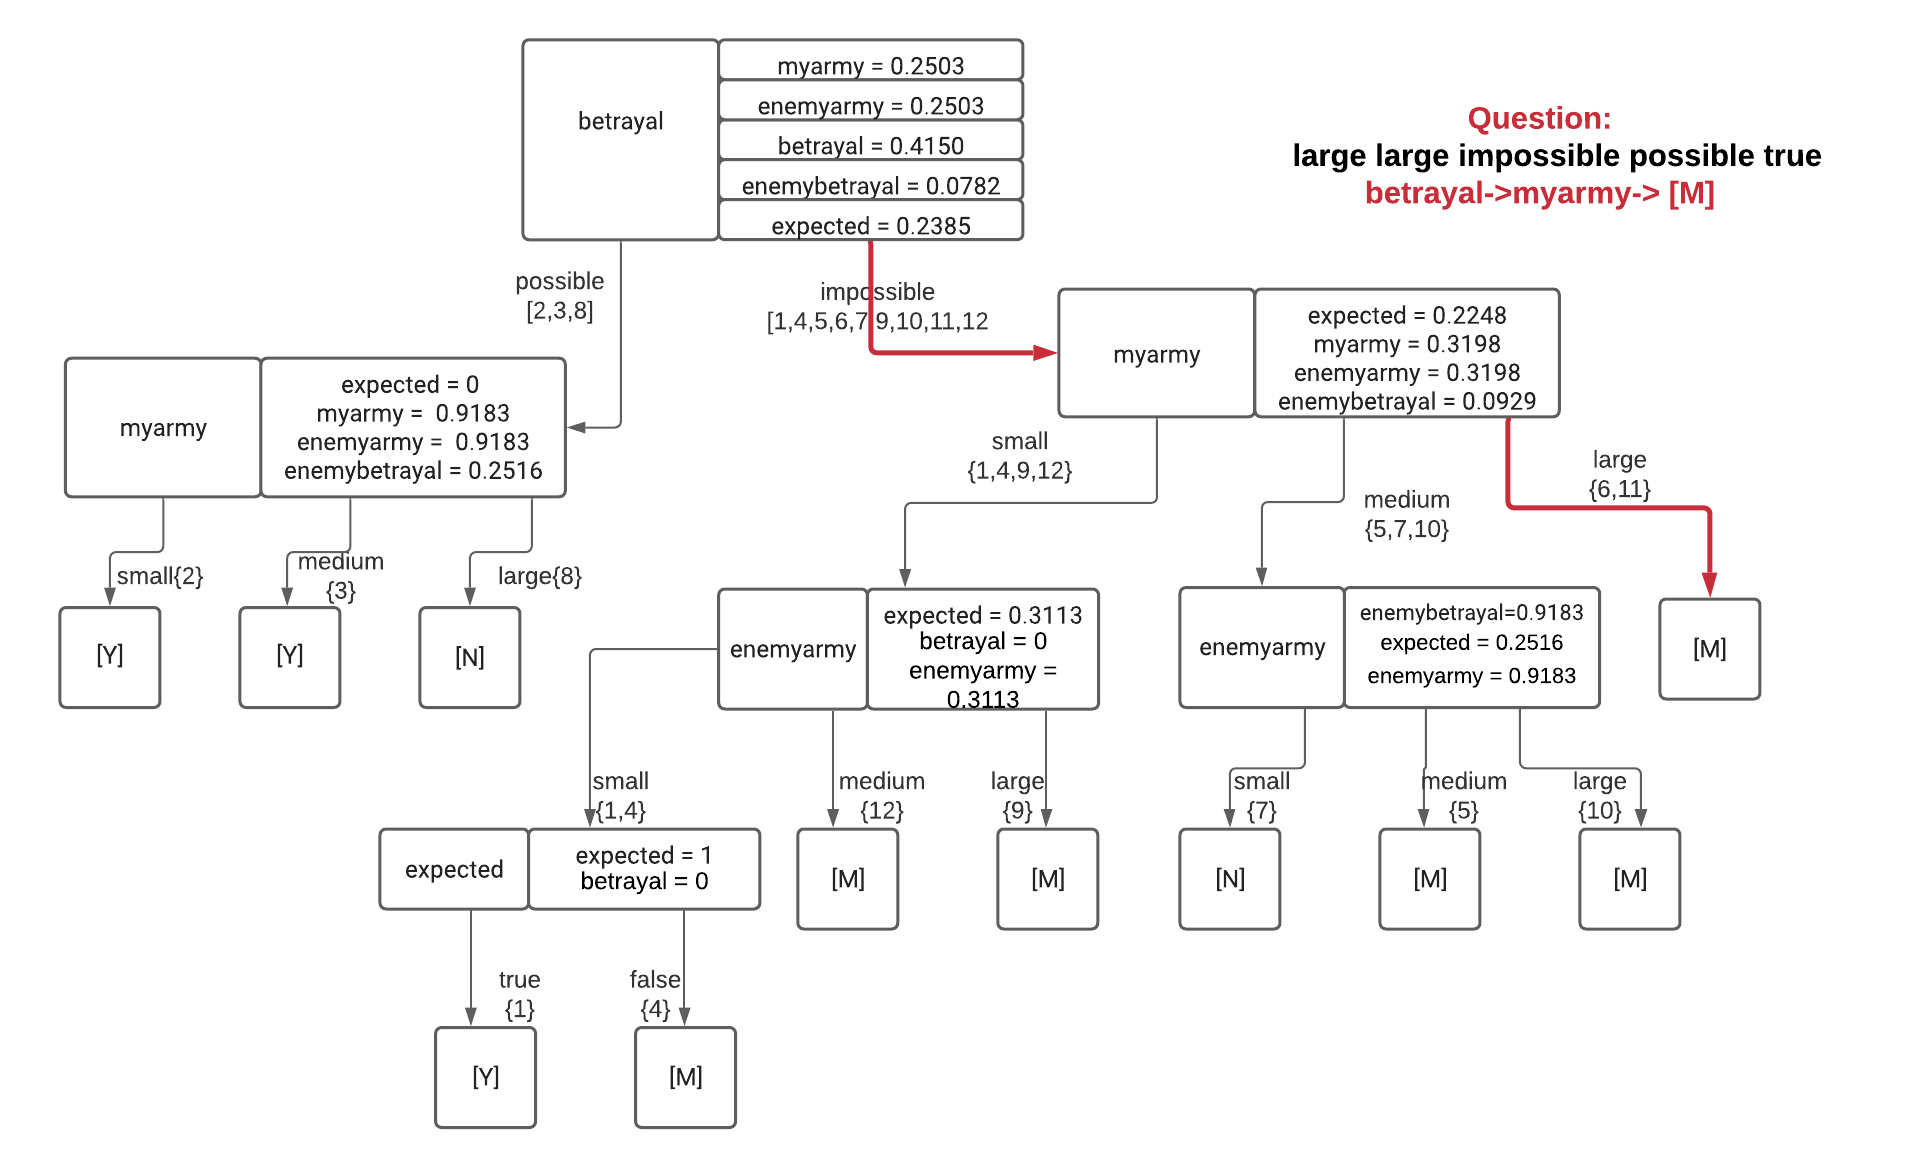 betrayal
myarmy = 0.2503
enemyarmy = 0.2503
betrayal = 0.4150
enemybetrayal = 0.0782
expected = 0.2385
Question:
large large impossible possible true
betrayal->myarmy-> [M]
possible
[2,3,8]
impossible
[1,4,5,6,7,9,10,11,12
myarmy
expected = 0.2248
myarmy = 0.3198
enemyarmy = 0.3198
enemybetrayal = 0.0929
myarmy
expected = 0
myarmy = 0.9183
enemyarmy = 0.9183
enemybetrayal = 0.2516
small
{1,4,9,12}
medium
{5,7,10}
large
{6,11}
small{2}
medium
{3}
large{8}
[Y]
[Y]
[N]
enemyarmy
expected = 0.3113
betrayal = 0
enemyarmy =
0.3113
enemyarmy
enemybetrayal=0.9183
expected = 0.2516
enemyarmy = 0.9183
[M]
small
{1,4}
medium
{12}
large
{9}
small
{7}
medium
{5}
large
{10}
expected
expected = 1
betrayal = 0
[M]
[M]
[N]
[M]
[M]
true
{1}
false
{4}
[Y]
[M]